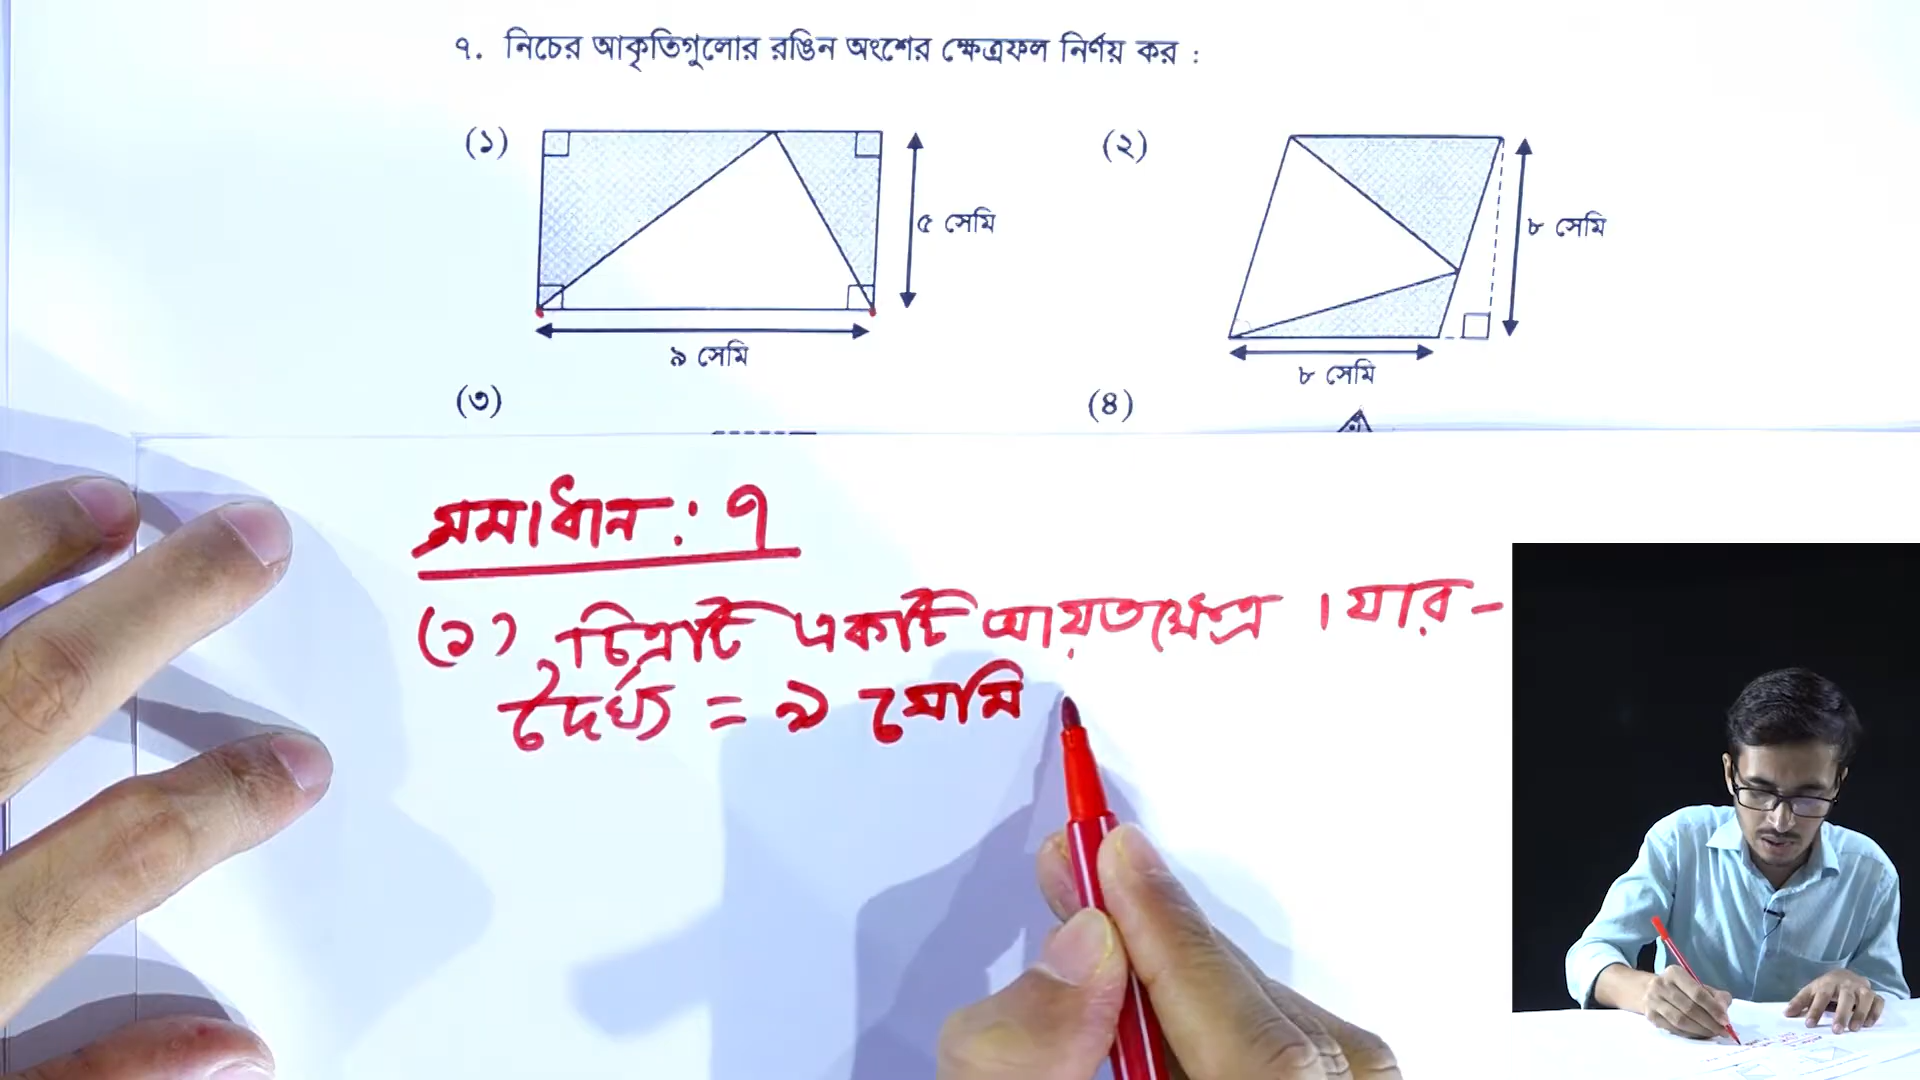 ৭. নিচের আকৃতিগুলোর রঙিন অংশের ক্ষেত্রফল নির্ণয় কর :
(১)
৫ সেমি
৯ সেমি
(২)
৮ সেমি
৮ সেমি
(৩)
(৪)
সমাধান : ৭
(১) চিত্রটি একটি আয়তক্ষেত্র । যার -
দৈর্ঘ্য = ৯ সেমি